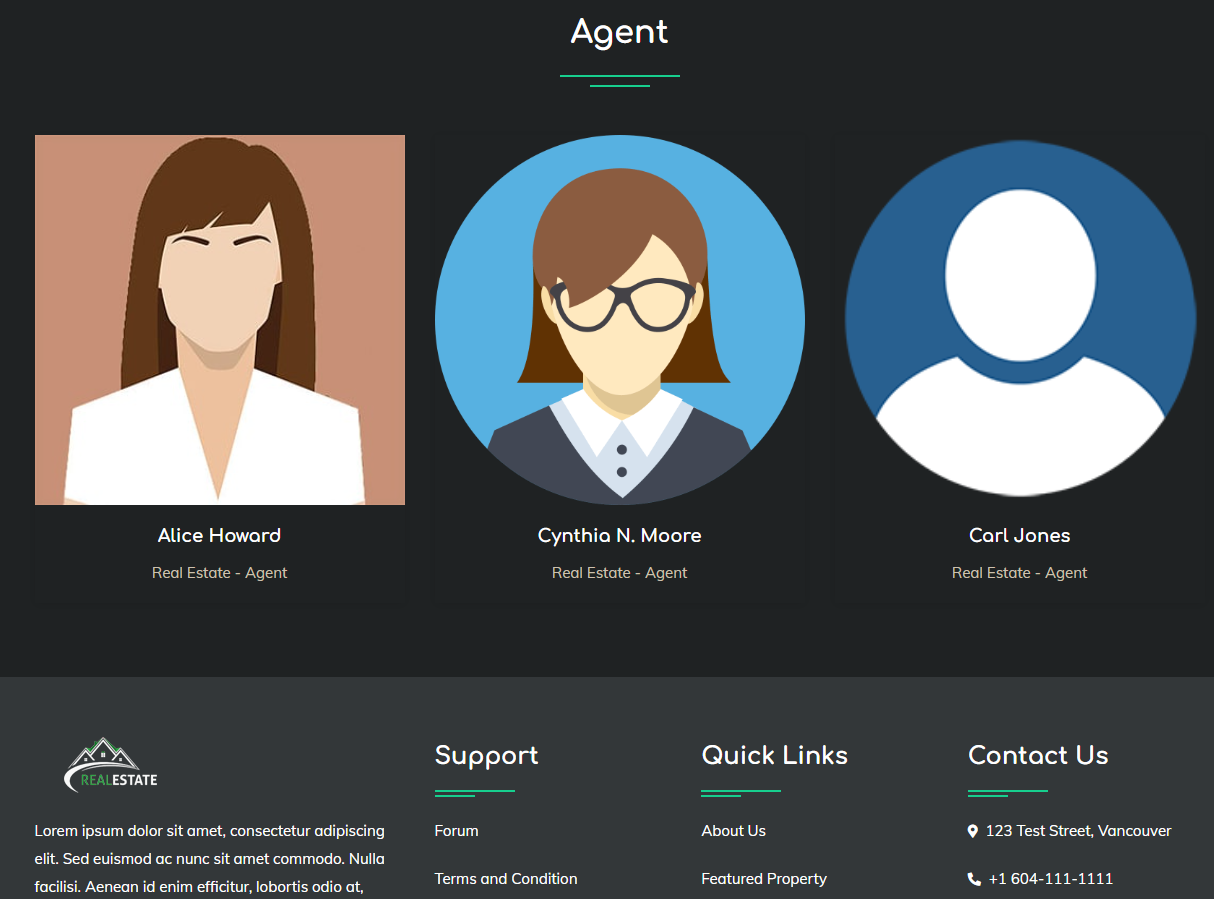 Agent
Alice Howard
Real Estate - Agent
Cynthia N. Moore
Real Estate - Agent
Carl Jones
Real Estate - Agent
REALESTATE
Lorem ipsum dolor sit amet, consectetur adipiscing
elit. Sed euismod ac nunc sit amet commodo. Nulla
facilisi. Aenean id enim efficitur, lobortis odio at,
Support
Forum
Terms and Condition
Quick Links
About Us
Featured Property
Contact Us
123 Test Street, Vancouver
+1 604-111-1111